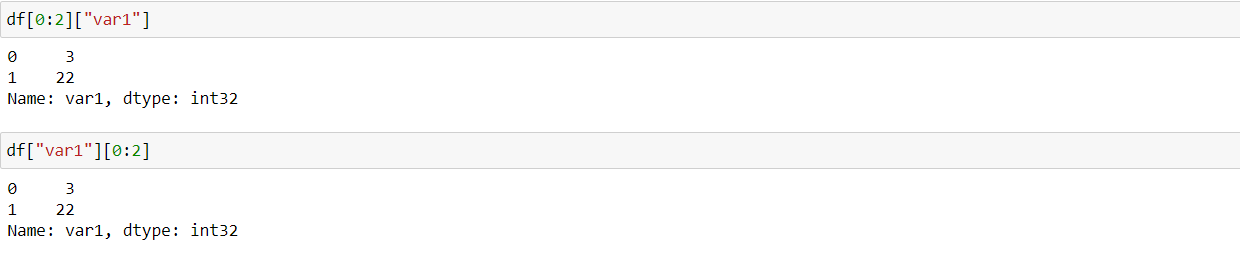 df[0:2]["var1"]
0     3
1    22
Name: var1, dtype: int32
df["var1"][0:2]
0     3
1    22
Name: var1, dtype: int32